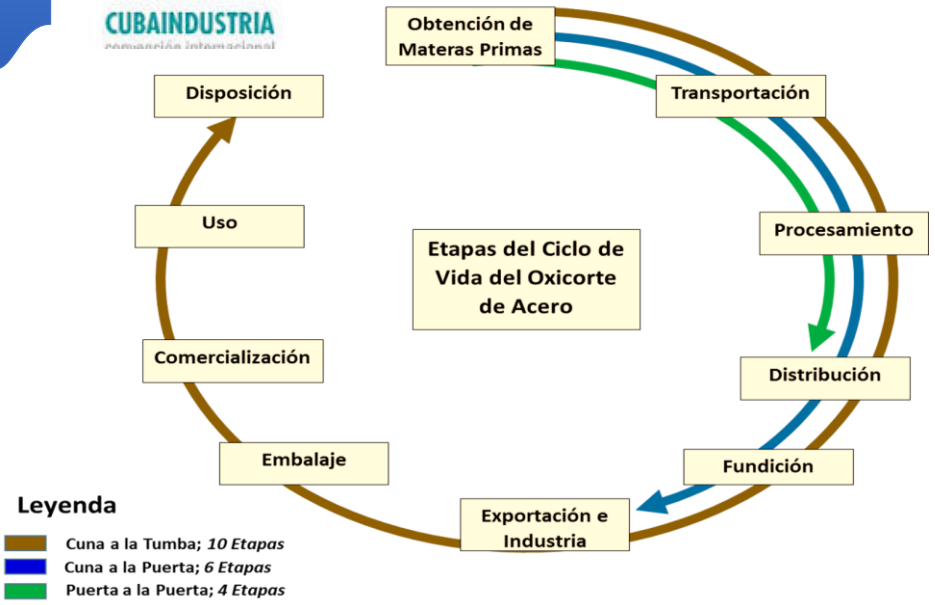 CUBAINDUSTRIA
convención internacional
Obtención de
Materas Primas
Transportación
Procesamiento
Distribución
Fundición
Exportación e
Industria
Embalaje
Comercialización
Uso
Disposición
Etapas del Ciclo de
Vida del Oxicorte
de Acero
Leyenda
Cuna a la Tumba; 10 Etapas
Cuna a la Puerta; 6 Etapas
Puerta a la Puerta; 4 Etapas